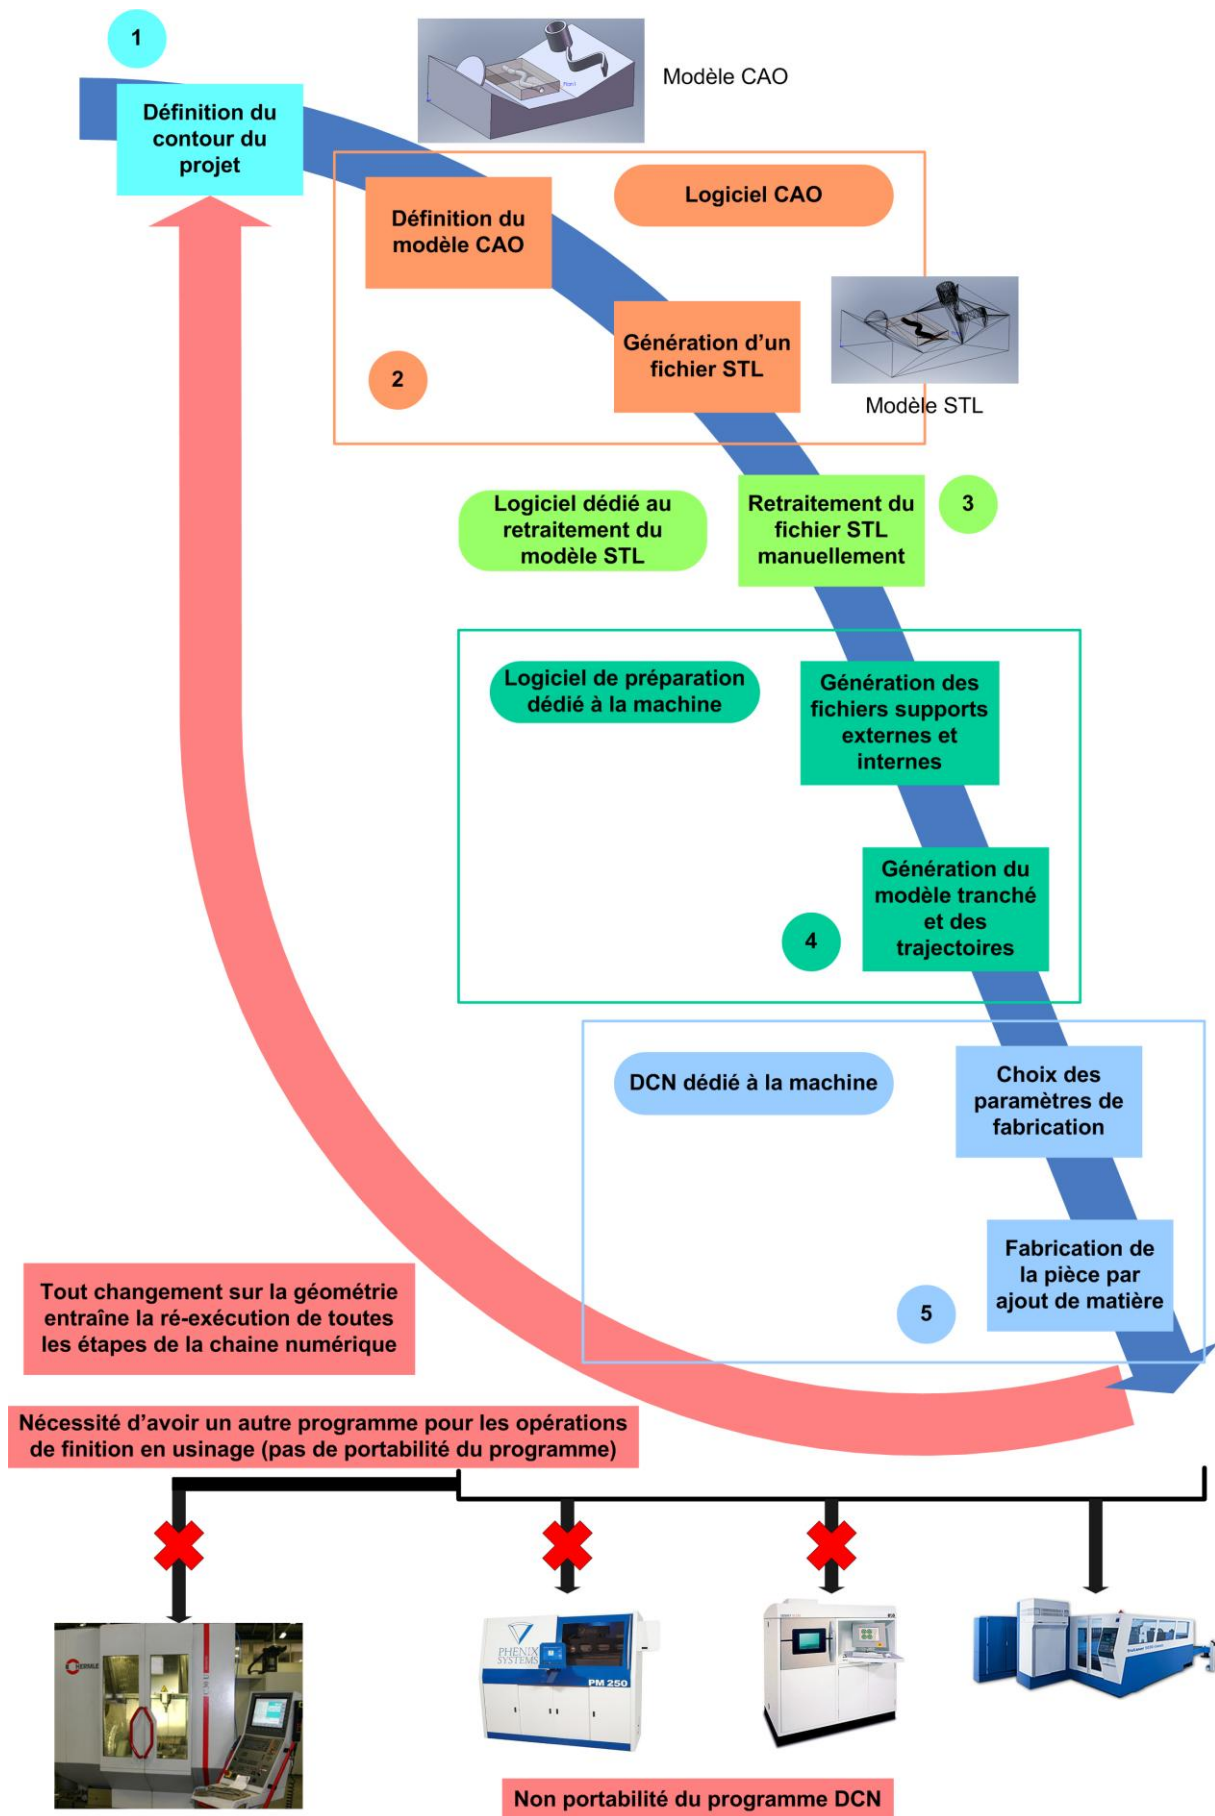 1
Définition du
contour du
projet
Modèle CAO
Logiciel CAO
Définition du
modèle CAO
2
Génération d’un
fichier STL
Modèle STL
Logiciel dédié au
retraitement du
modèle STL
Retraitement du
fichier STL
manuellement
3
Logiciel de préparation
dédié à la machine
Génération des
fichiers supports
externes et
internes
Génération du
modèle tranché
et des
trajectoires
4
DCN dédié à la machine
Choix des
paramètres de
fabrication
Fabrication de
la pièce par
ajout de matière
5
Tout changement sur la géométrie
entraîne la ré-exécution de toutes
les étapes de la chaine numérique
Nécessité d’avoir un autre programme pour les opérations
de finition en usinage (pas de portabilité du programme)
HERMLE
PHENIX
SYSTEMS
PM 250
Non portabilité du programme DCN